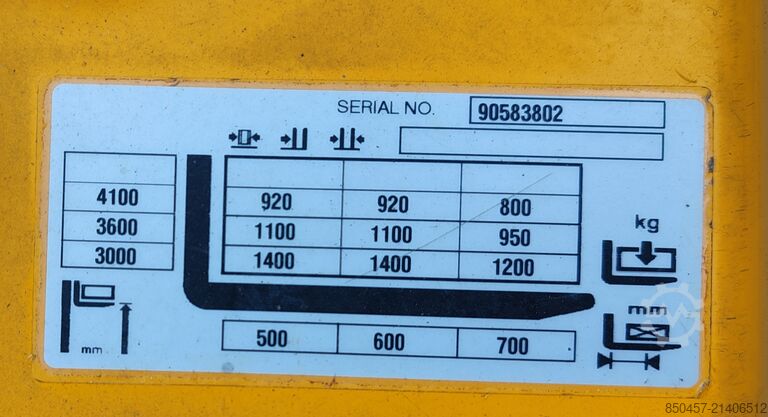 SERIAL NO. 90583802
4100 920 920 800
3600 1100 1100 950
3000 1400 1400 1200
kg
mm
mm
500 600 700
850457-21406512